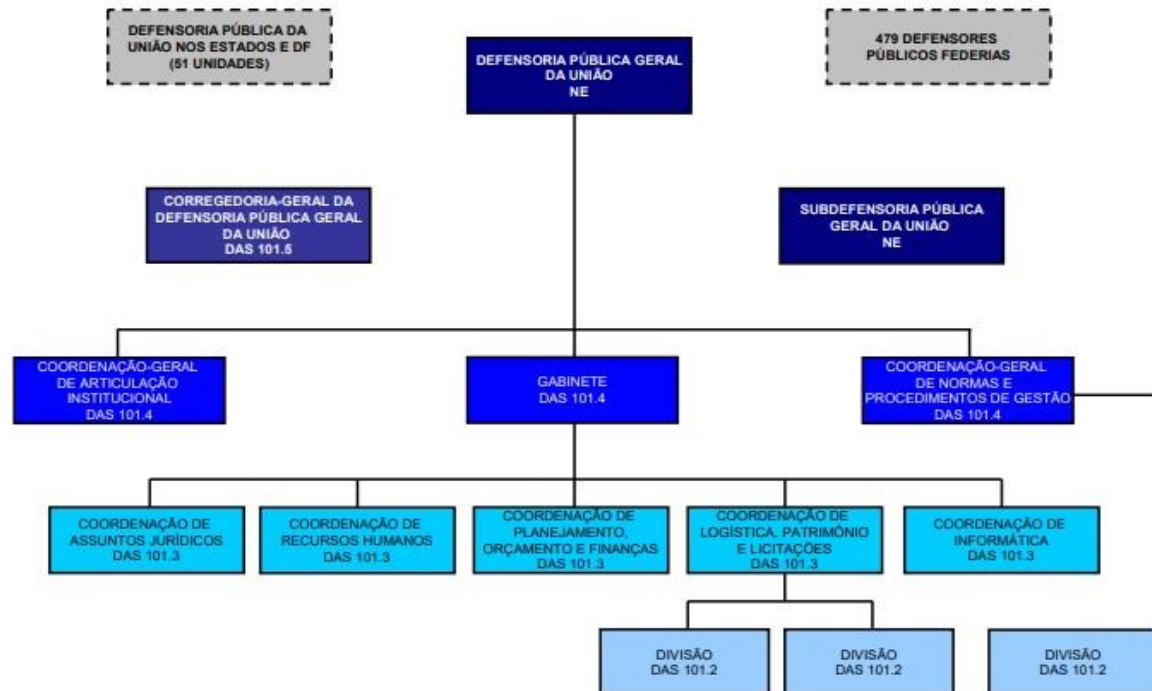 DEFENSORIA PÚBLICA DA
UNIÃO NOS ESTADOS E DF
(51 UNIDADES)
DEFENSORIA PÚBLICA GERAL
DA UNIÃO
NE
479 DEFENSORES
PÚBLICOS FEDERIAS
CORREGEDORIA-GERAL DA
DEFENSORIA PÚBLICA GERAL
DA UNIÃO
DAS 101.5
SUBDEFENSORIA PÚBLICA
GERAL DA UNIÃO
NE
COORDENAÇÃO-GERAL
DE ARTICULAÇÃO
INSTITUCIONAL
DAS 101.4
GABINETE
DAS 101.4
COORDENAÇÃO-GERAL
DE NORMAS E
PROCEDIMENTOS DE GESTÃO
DAS 101.4
COORDENAÇÃO DE
ASSUNTOS JURÍDICOS
DAS 101.3
COORDENAÇÃO DE
RECURSOS HUMANOS
DAS 101.3
COORDENAÇÃO DE
PLANEJAMENTO,
ORÇAMENTO E FINANÇAS
DAS 101.3
COORDENAÇÃO DE
LOGÍSTICA, PATRIMÔNIO
E LICITAÇÕES
DAS 101.3
COORDENAÇÃO DE
INFORMÁTICA
DAS 101.3
DIVISÃO
DAS 101.2
DIVISÃO
DAS 101.2
DIVISÃO
DAS 101.2